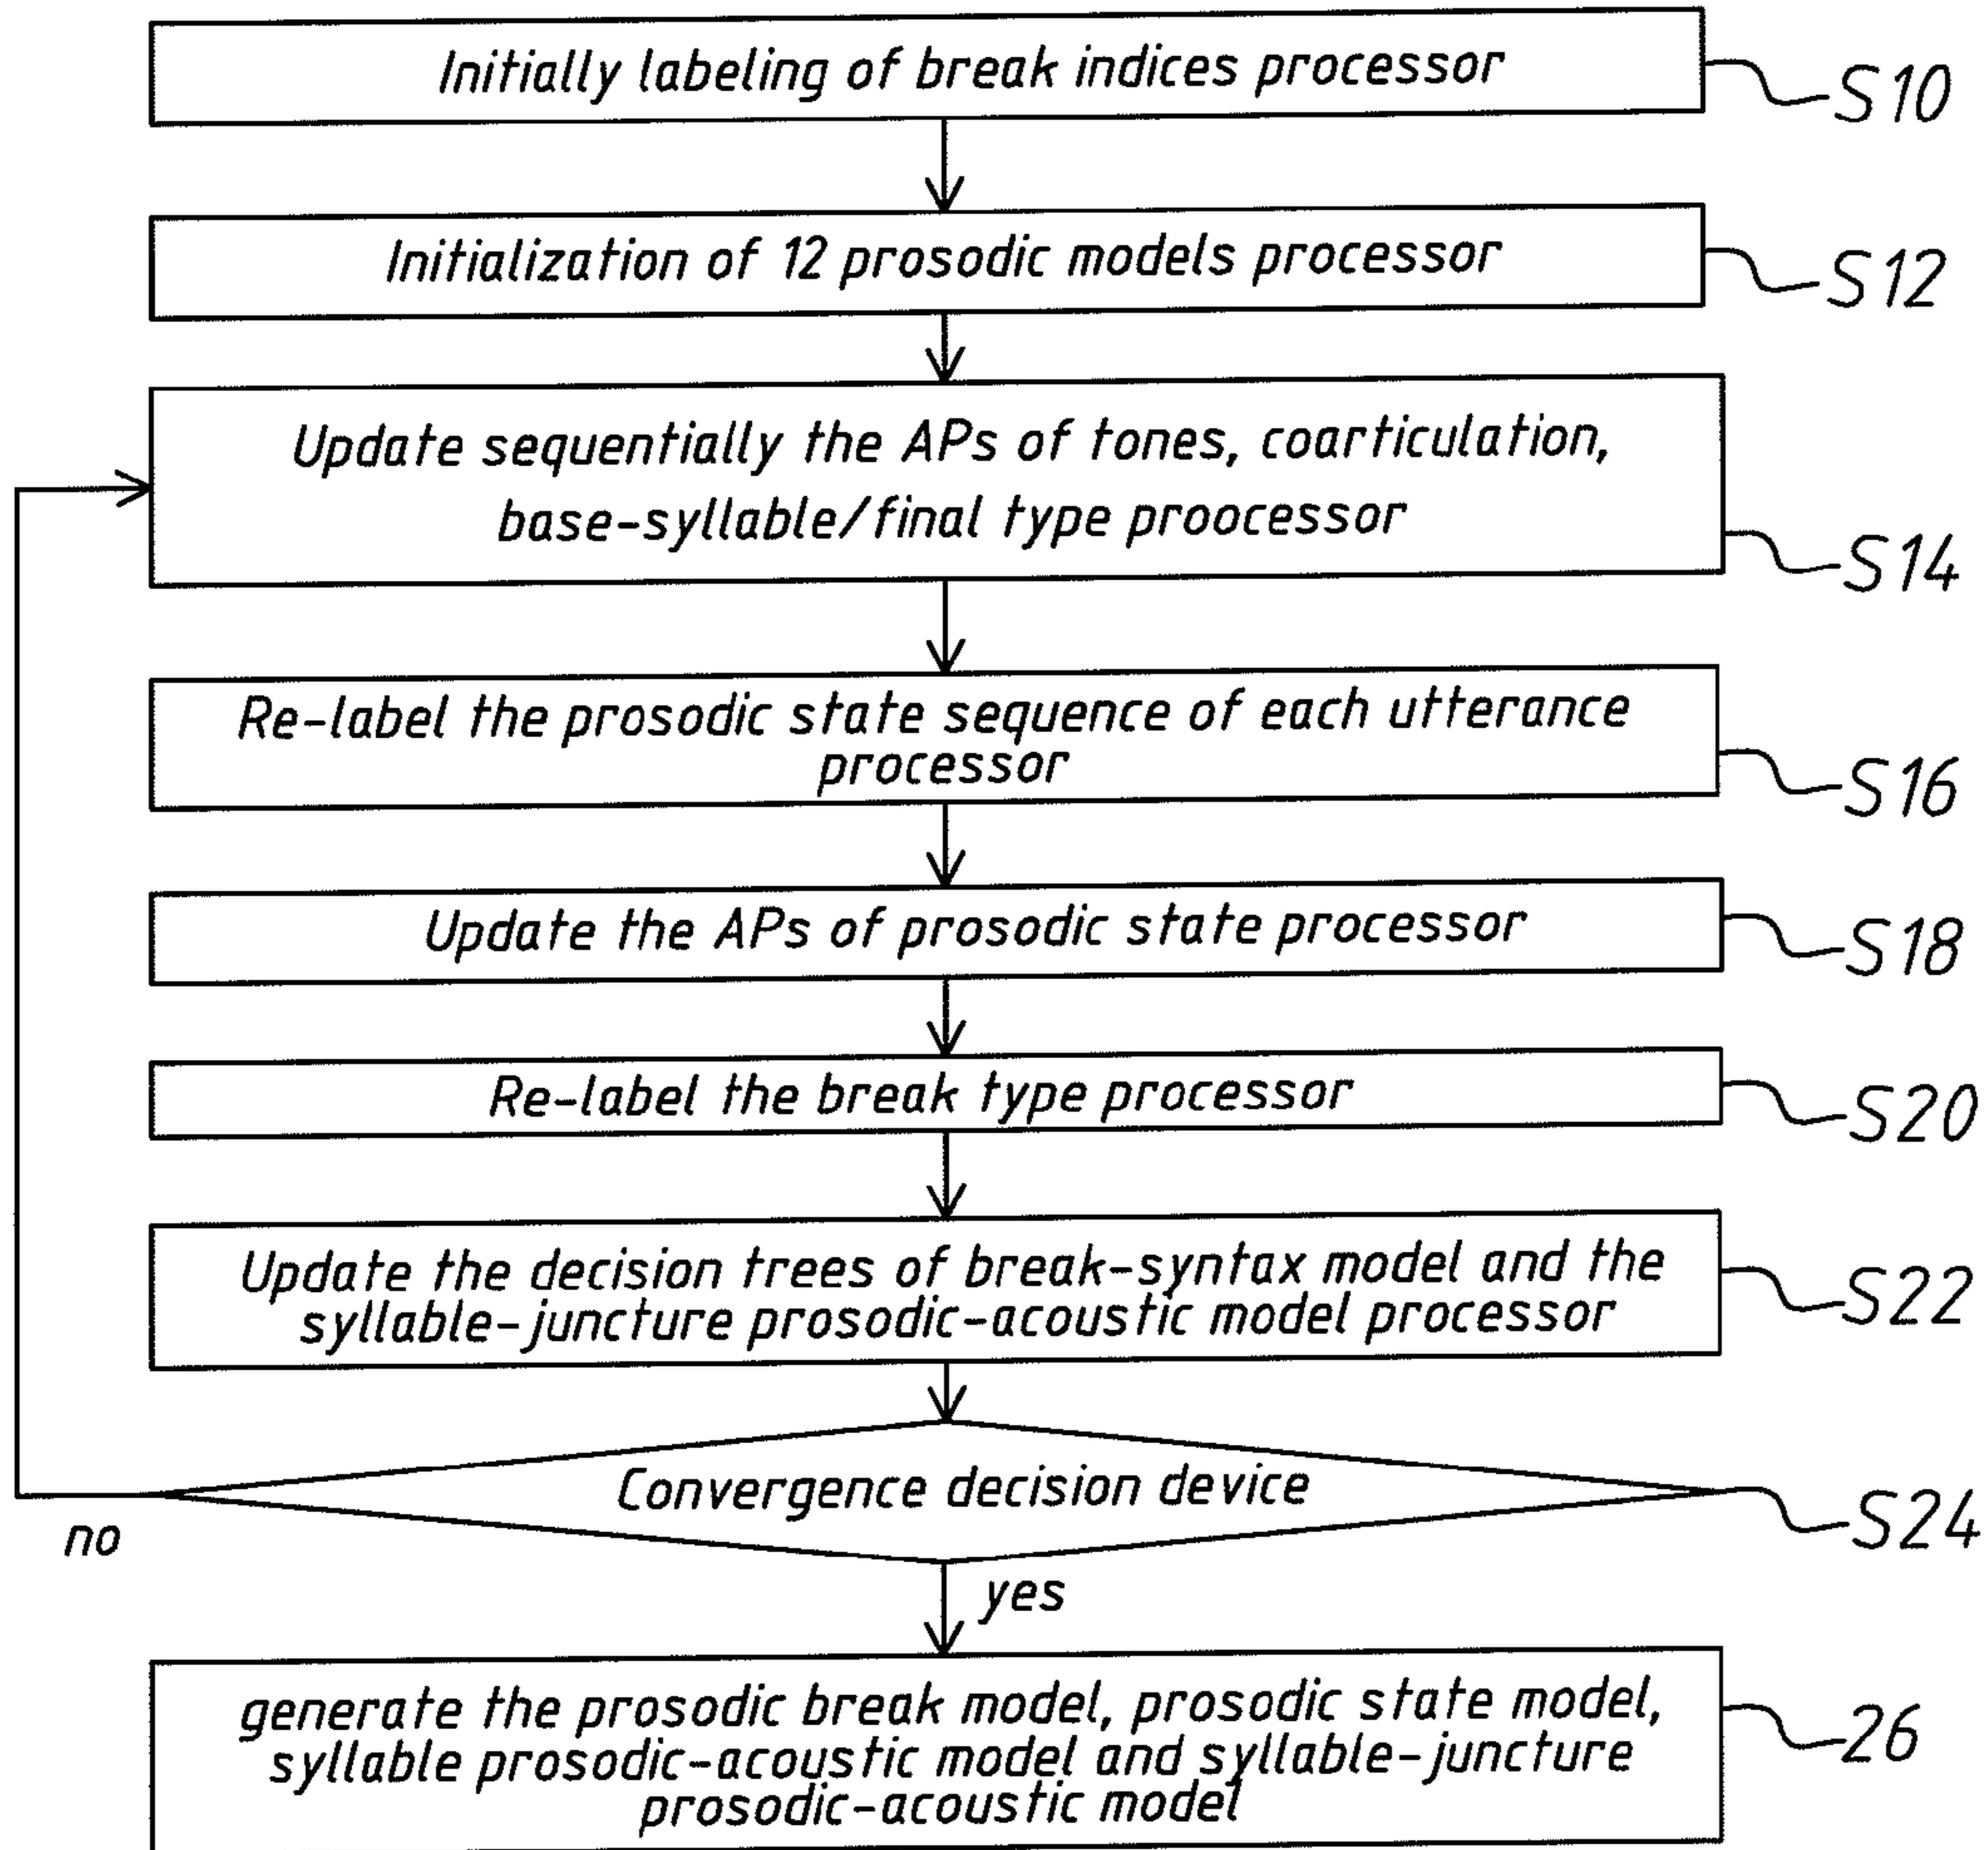 Initially labeling of break indices processor
S10
Initialization of 12 prosodic models processor
S12
Update sequentially the APs of tones, coarticulation,
base-syllable/final type proocessor
S14
Re-label the prosodic state sequence of each utterance
processor
S16
Update the APs of prosodic state processor
S18
Re-label the break type processor
S20
Update the decision trees of break-syntax model and the
syllable-juncture prosodic-acoustic model processor
S22
Convergence decision device
S24
no
yes
generate the prosodic break model, prosodic state model,
syllable prosodic-acoustic model and syllable-juncture
prosodic-acoustic model
26